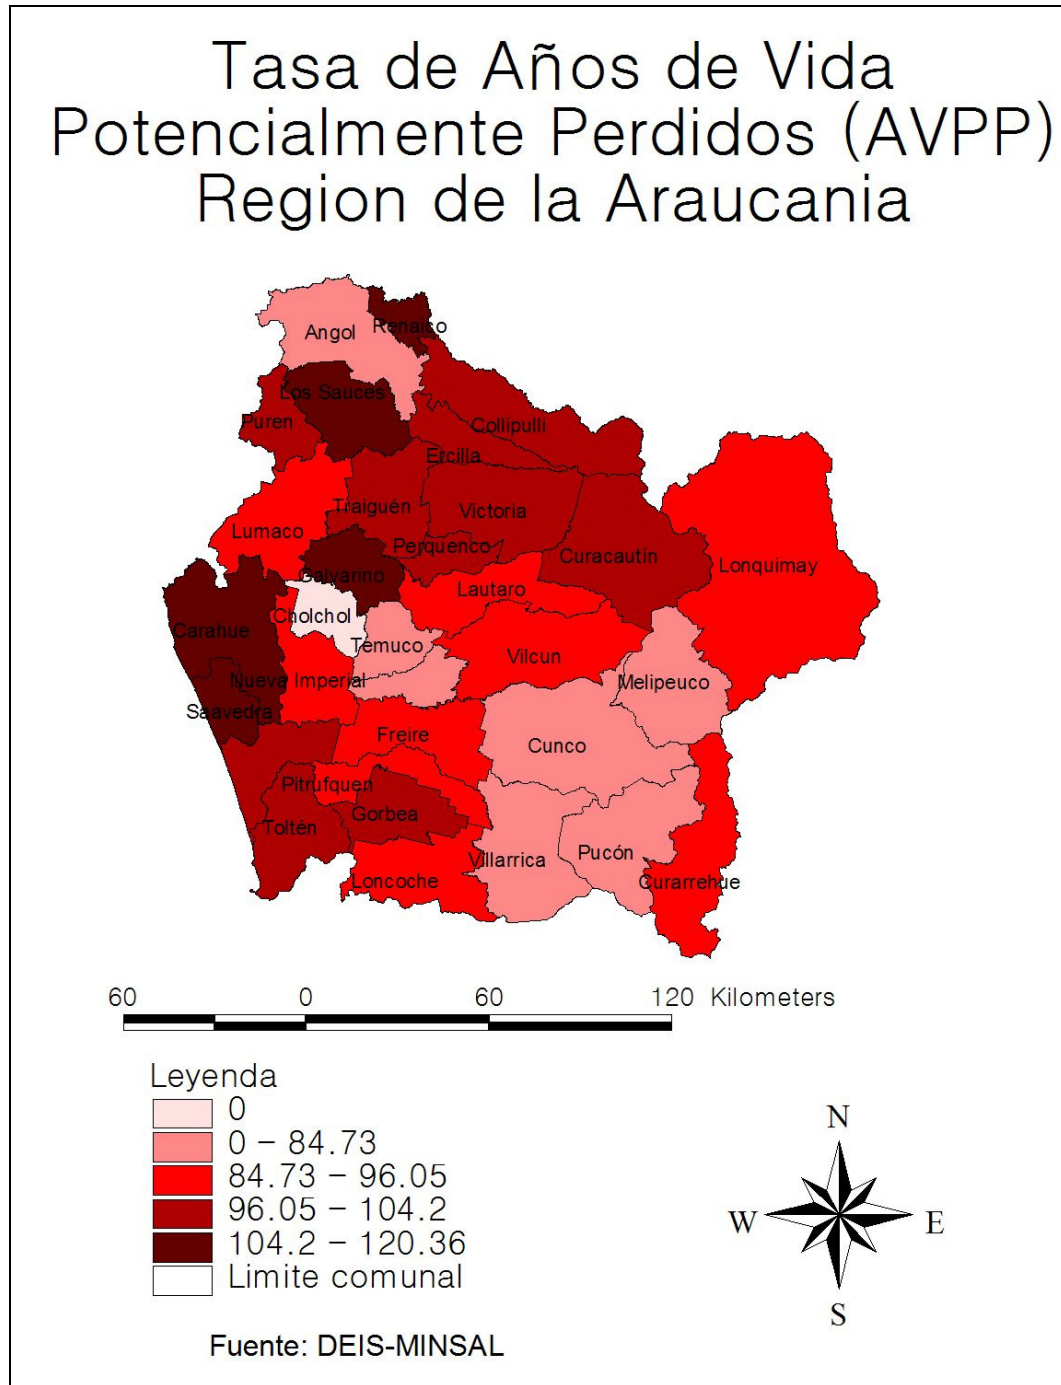 Tasa de Años de Vida
Potencialmente Perdidos (AVPP)
Region de la Araucania
Renaico
Angol
Los Sauces
Puren
Collipulli
Ercilla
Traiguén
Victoria
Lumaco
Perquenco
Curacautín
Lonquimay
Galvarino
Lautaro
Cholchol
Carahue
Temuco
Vilcun
Nueva Imperial
Melipeuco
Saavedra
Freire
Cunco
Pitrufquen
Gorbea
Toltén
Villarrica
Pucón
Loncoche
Curarrehue
60 0 60 120 Kilometers
Leyenda
0
0 - 84.73
84.73 - 96.05
96.05 - 104.2
104.2 - 120.36
Limite comunal
N
W E
S
Fuente: DEIS-MINSAL